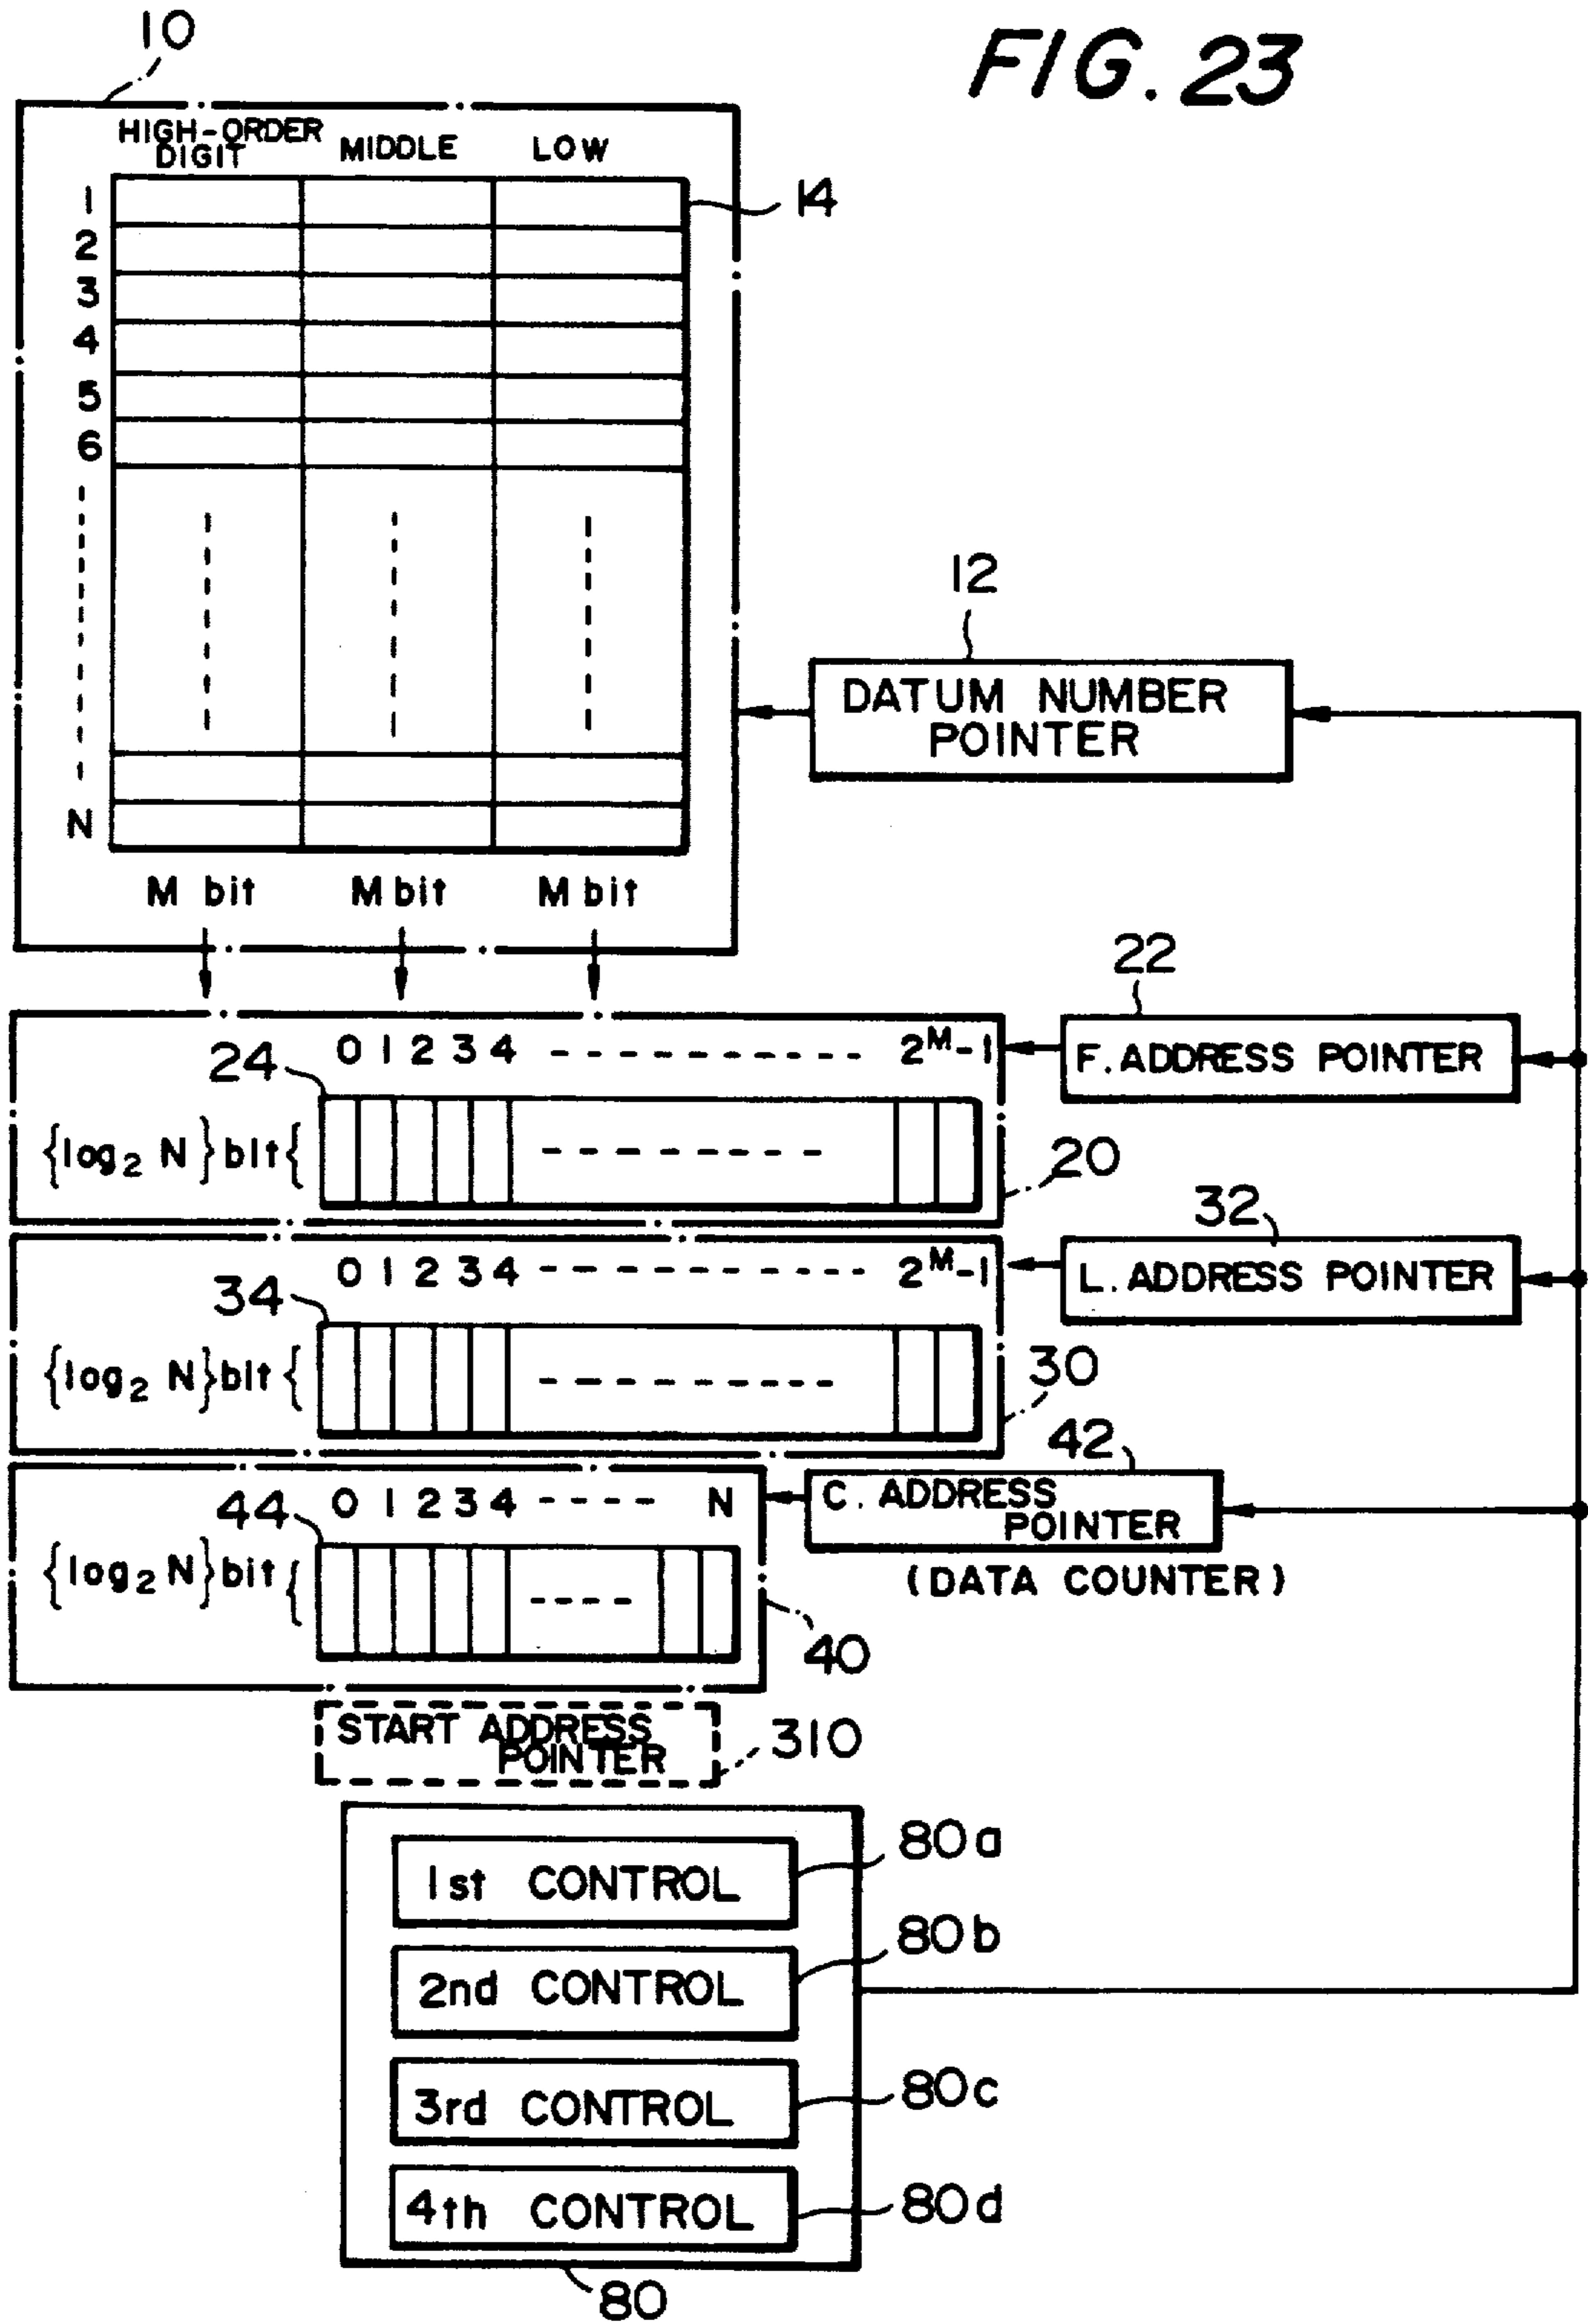 10
FIG. 23
HIGH-ORDER
DIGIT
MIDDLE
LOW
1
14
2
3
4
5
6
12
DATUM NUMBER
POINTER
N
M bit
M bit
M bit
22
0 1 2 3 4 ---------- 2^M-1
F. ADDRESS POINTER
24
{log₂ N} bit {
20
32
0 1 2 3 4 ---------- 2^M-1
L. ADDRESS POINTER
34
{log₂ N} bit {
30
42
0 1 2 3 4 ---- N
C. ADDRESS
POINTER
44
{log₂ N} bit {
(DATA COUNTER)
40
START ADDRESS
POINTER
310
80a
1st CONTROL
80b
2nd CONTROL
80c
3rd CONTROL
80d
4th CONTROL
80